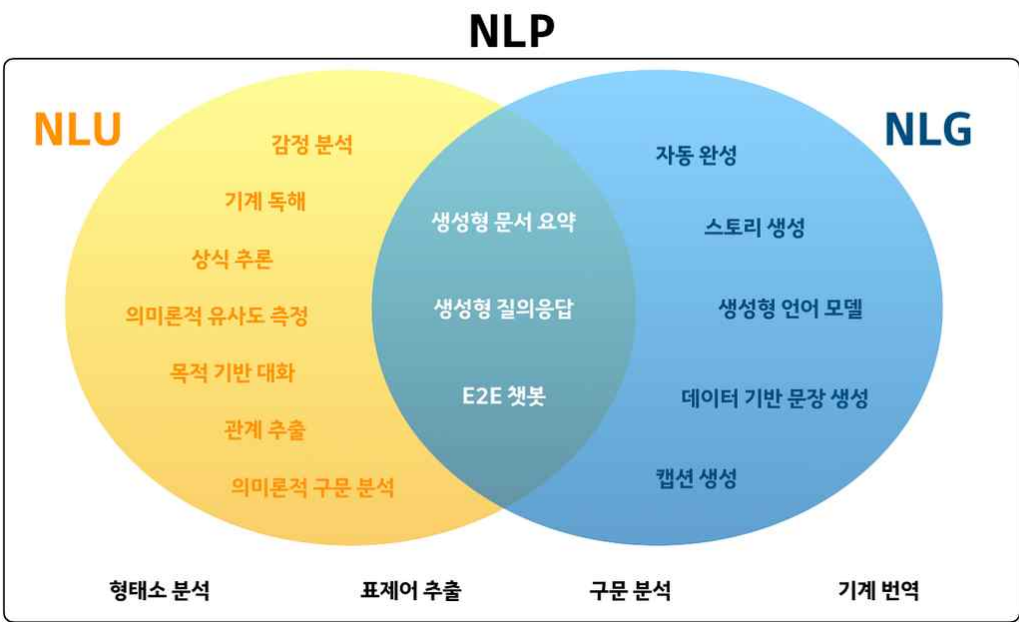 NLP
NLU
감정 분석
기계 독해
상식 추론
의미론적 유사도 측정
목적 기반 대화
관계 추출
의미론적 구문 분석
생성형 문서 요약
생성형 질의응답
E2E 챗봇
NLG
자동 완성
스토리 생성
생성형 언어 모델
데이터 기반 문장 생성
캡션 생성
형태소 분석 표제어 추출 구문 분석 기계 번역